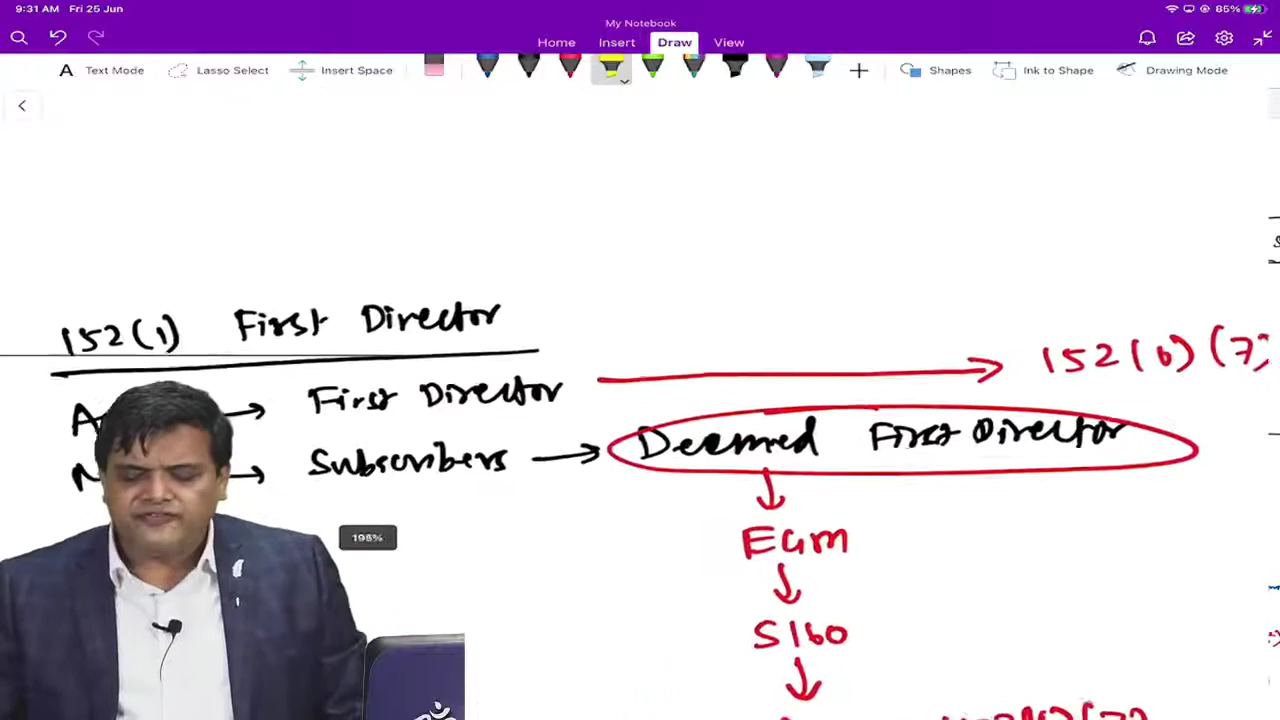 9:31 AM Fri 25 Jun
85%
My Notebook
Home Insert Draw View
Text Mode Lasso Select Insert Space Shapes Ink to Shape Drawing Mode
152(1) First Director
152(6)(7)
First Director
Deemed First Director
Subscribers
EGM
198%
S160